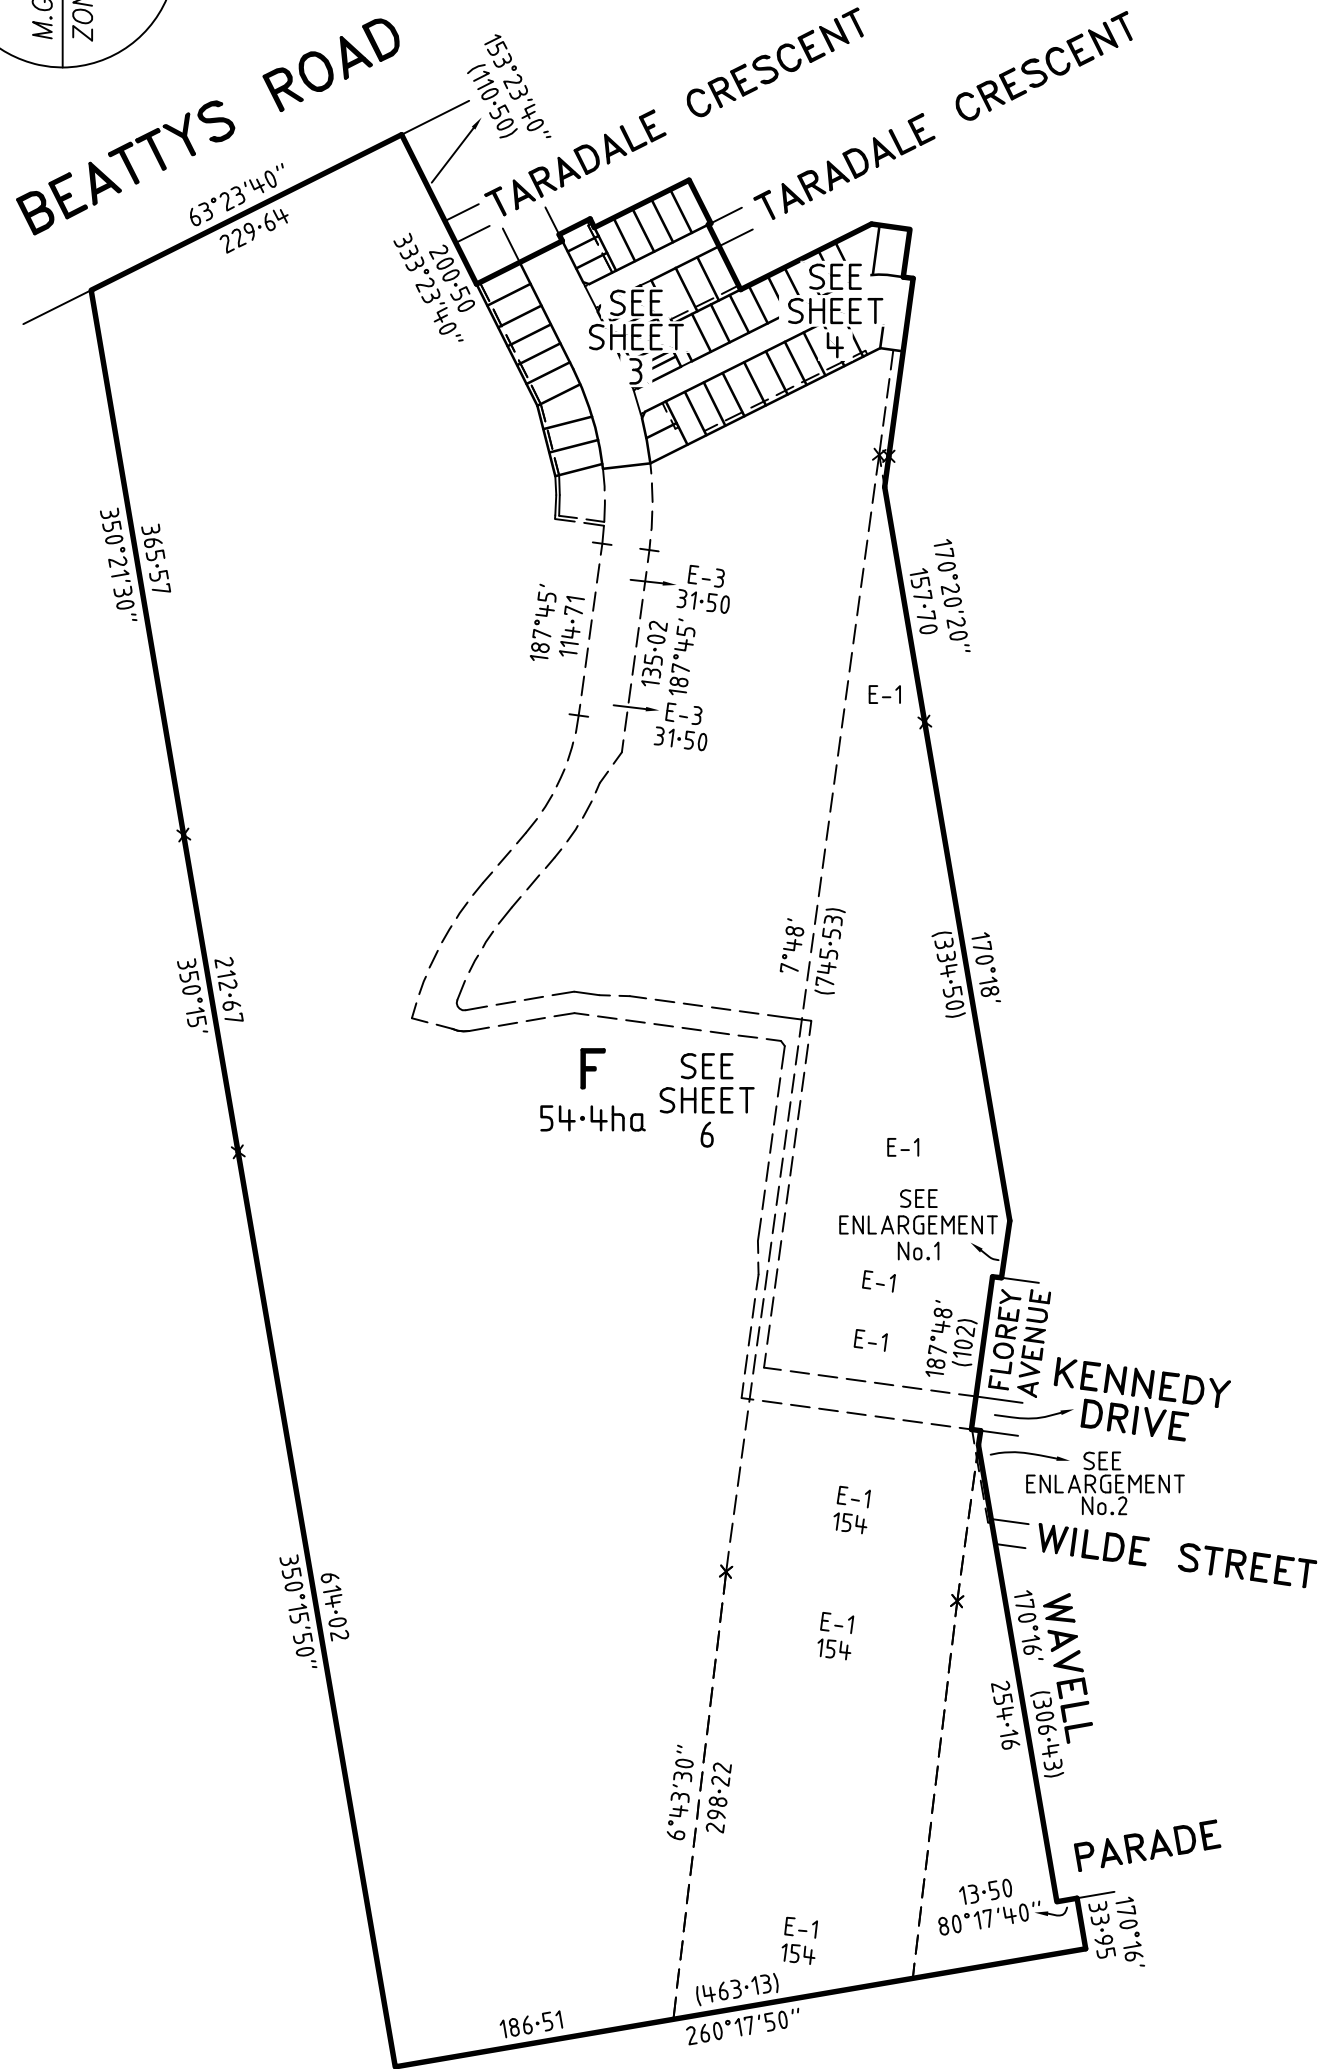 M.G
ZON
BEATTYS ROAD
63°23'40"
229·64
153°23'40"
(110·50)
TARADALE CRESCENT
TARADALE CRESCENT
200·50
333°23'40"
SEE
SHEET
3
SEE
SHEET
4
365·57
350°21'30"
187°45'
114·71
E-3
31·50
135·02
187°45'
E-3
31·50
170°20'20"
157·70
E-1
7°48'
(745·53)
170°18'
(334·50)
212·67
350°15'
F
54·4ha
SEE
SHEET
6
E-1
SEE
ENLARGEMENT
No.1
E-1
E-1
187°48'
(102)
FLOREY
AVENUE
KENNEDY
DRIVE
SEE
ENLARGEMENT
No.2
E-1
154
WILDE STREET
614·02
350°15'50"
E-1
154
170°16'
(306·43)
254·16
WAVELL
PARADE
6°43'30"
298·22
13·50
80°17'40"
170°16'
33·95
E-1
154
(463·13)
186·51
260°17'50"